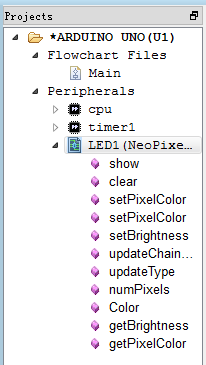 Projects
*ARDUINO UNO(U1)
Flowchart Files
Main
Peripherals
cpu
timer1
LED1(NeoPixe...
show
clear
setPixelColor
setPixelColor
setBrightness
updateChain...
updateType
numPixels
Color
getBrightness
getPixelColor